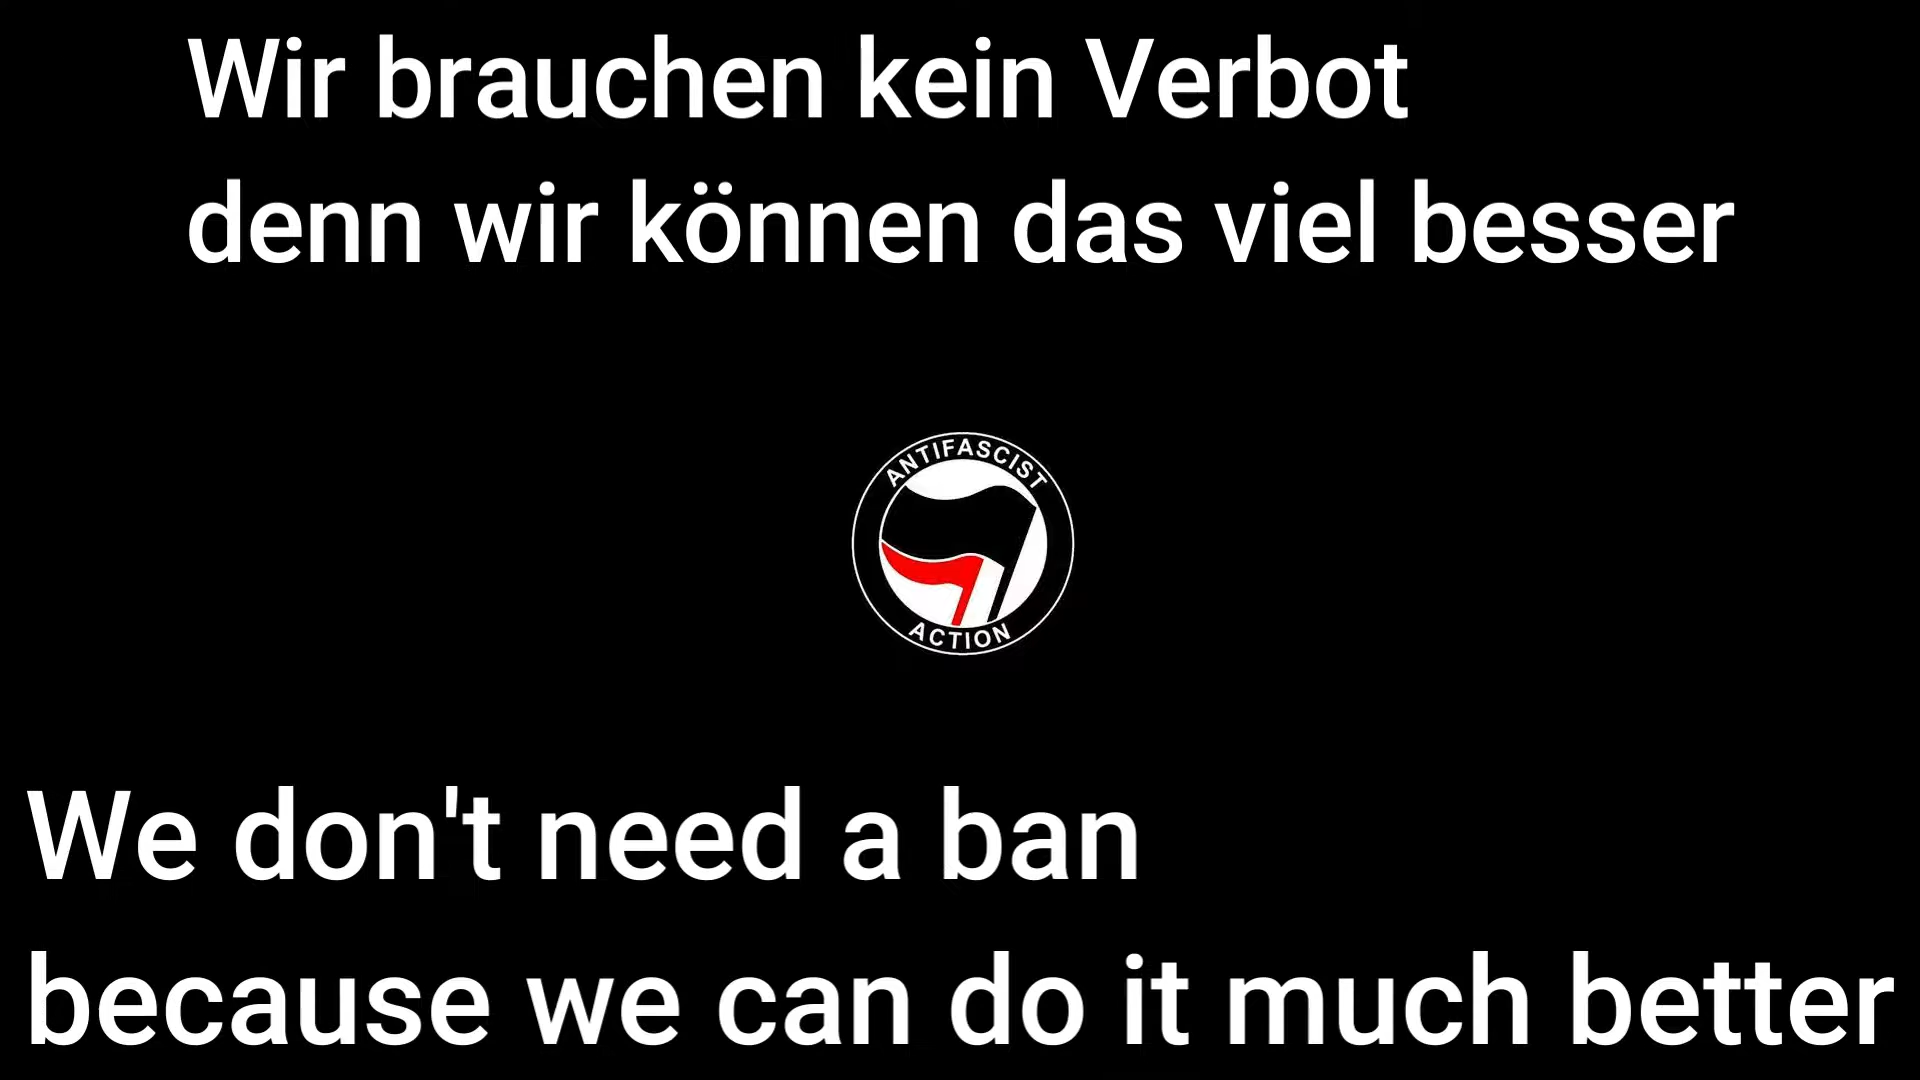 Wir brauchen kein Verbot
denn wir können das viel besser
ANTIFASCIST
ACTION
We don't need a ban
because we can do it much better